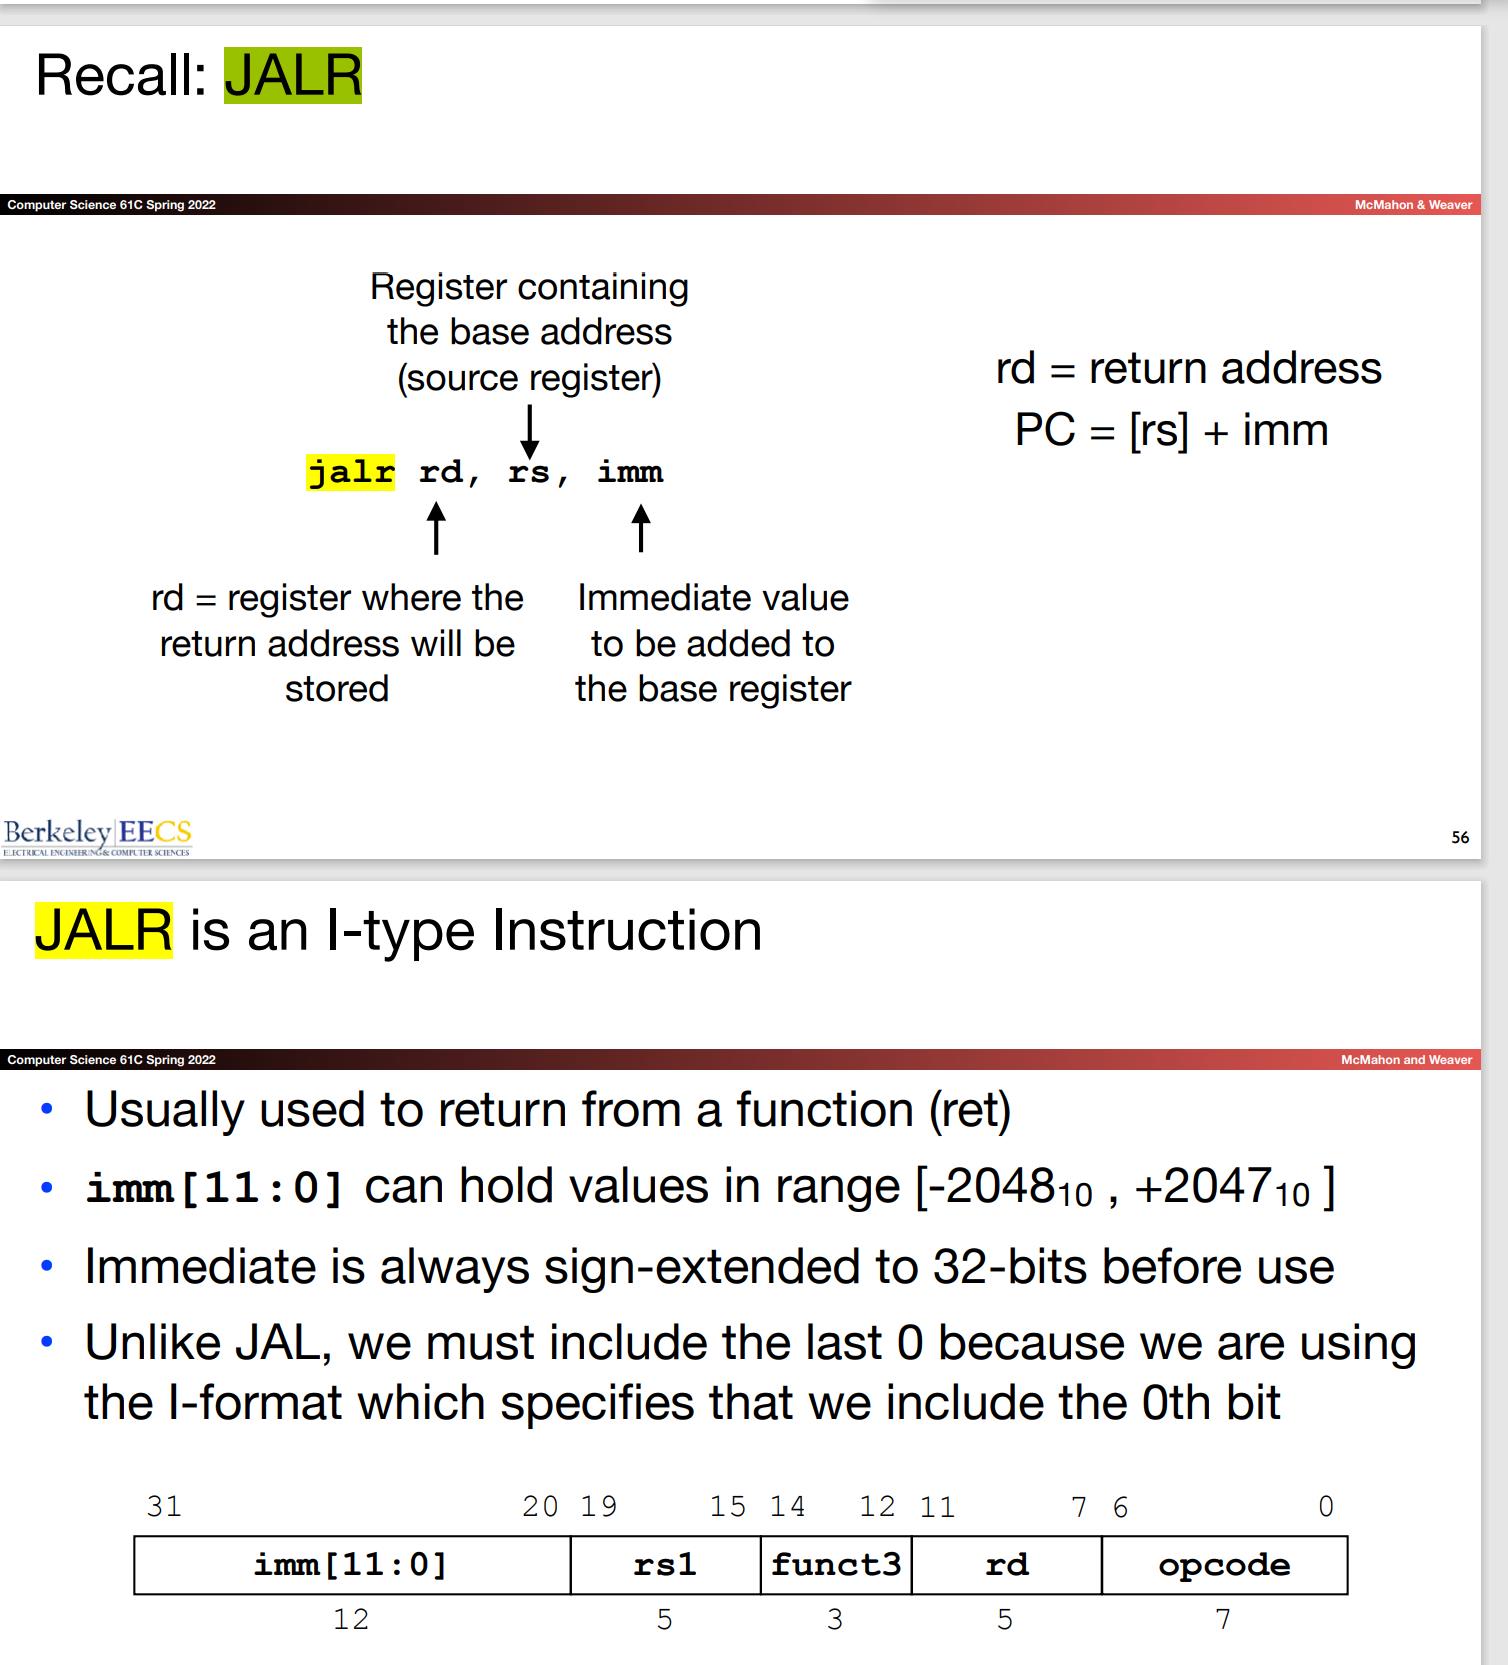 Recall: JALR
Computer Science 61C Spring 2022
McMahon & Weaver
Register containing
the base address
(source register)
rd = return address
PC = [rs] + imm
jalr rd, rs, imm
rd = register where the
return address will be
stored
Immediate value
to be added to
the base register
Berkeley EECS
ELECTRICAL ENGINEERING & COMPUTER SCIENCES
56
JALR is an I-type Instruction
Computer Science 61C Spring 2022
McMahon and Weaver
• Usually used to return from a function (ret)
• imm[11:0] can hold values in range [-2048₁₀ , +2047₁₀ ]
• Immediate is always sign-extended to 32-bits before use
• Unlike JAL, we must include the last 0 because we are using
the I-format which specifies that we include the 0th bit
31 20 19 15 14 12 11 7 6 0
imm[11:0] rs1 funct3 rd opcode
12 5 3 5 7